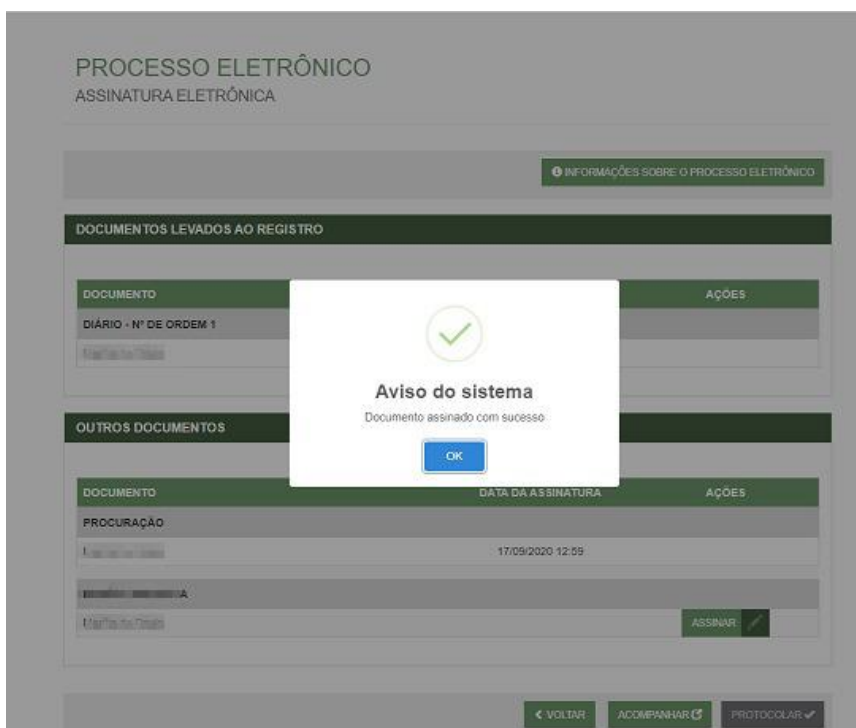 PROCESSO ELETRÔNICO
ASSINATURA ELETRÔNICA
INFORMAÇÕES SOBRE O PROCESSO ELETRÔNICO
DOCUMENTOS LEVADOS AO REGISTRO
DOCUMENTO AÇÕES
DIÁRIO - Nº DE ORDEM 1
Aviso do sistema
Documento assinado com sucesso
OK
OUTROS DOCUMENTOS
DOCUMENTO DATA DA ASSINATURA AÇÕES
PROCURAÇÃO
17/09/2020 12:59
ASSINAR
VOLTAR ACOMPANHAR PROTOCOLAR